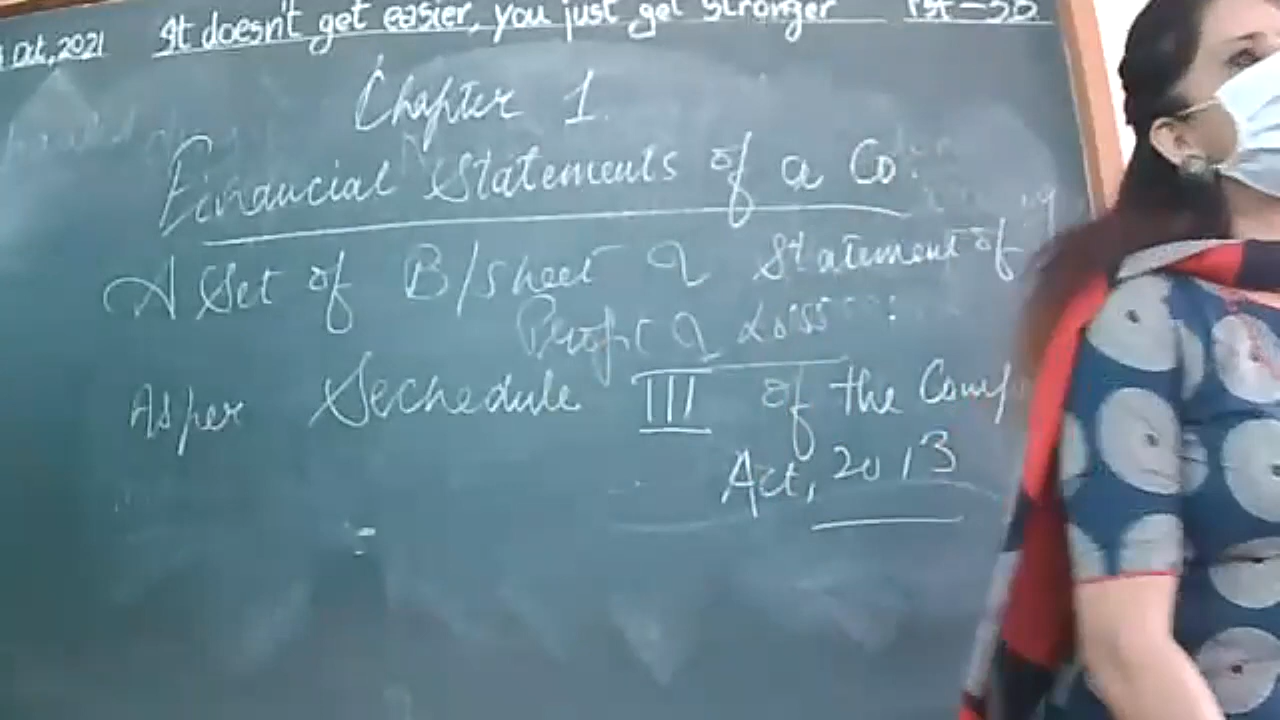 Oct, 2021 It doesn't get easier, you just get stronger
Chapter 1.
Financial Statements of a Co.
A Set of B/Sheet & Statement of
Profit & Loss
As per Sechedule III of the Comp
Act, 2013